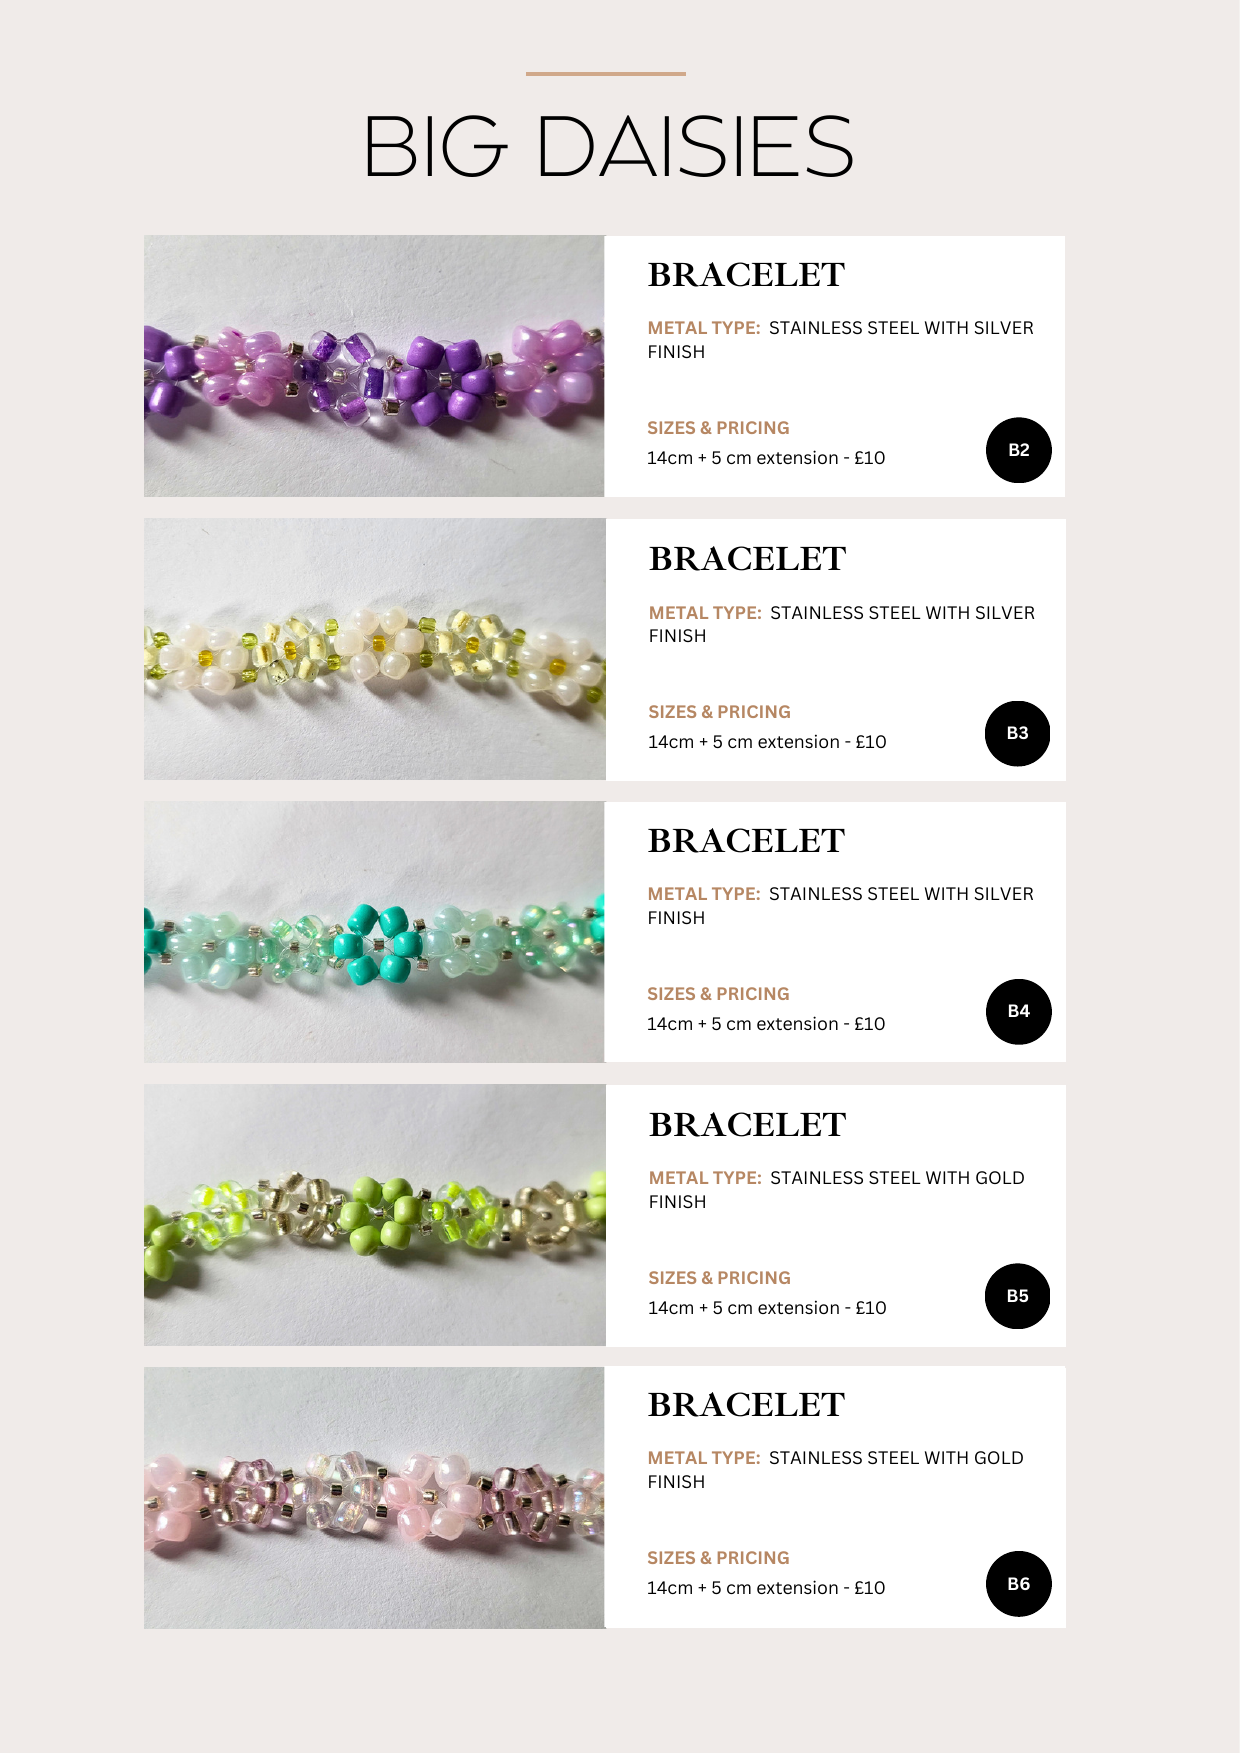 BIG DAISIES
BRACELET
METAL TYPE: STAINLESS STEEL WITH SILVER
FINISH
SIZES & PRICING
14cm + 5 cm extension - £10
B2
BRACELET
METAL TYPE: STAINLESS STEEL WITH SILVER
FINISH
SIZES & PRICING
14cm + 5 cm extension - £10
B3
BRACELET
METAL TYPE: STAINLESS STEEL WITH SILVER
FINISH
SIZES & PRICING
14cm + 5 cm extension - £10
B4
BRACELET
METAL TYPE: STAINLESS STEEL WITH GOLD
FINISH
SIZES & PRICING
14cm + 5 cm extension - £10
B5
BRACELET
METAL TYPE: STAINLESS STEEL WITH GOLD
FINISH
SIZES & PRICING
14cm + 5 cm extension - £10
B6